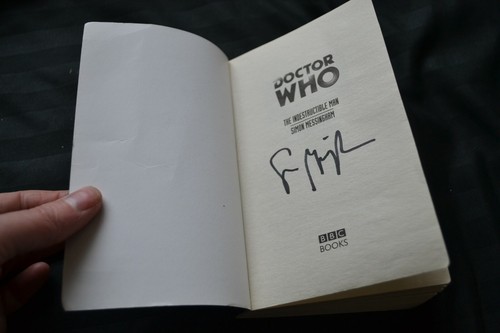 DOCTOR
WHO
THE INDESTRUCTIBLE MAN
SIMON MESSINGHAM
BBC
BOOKS